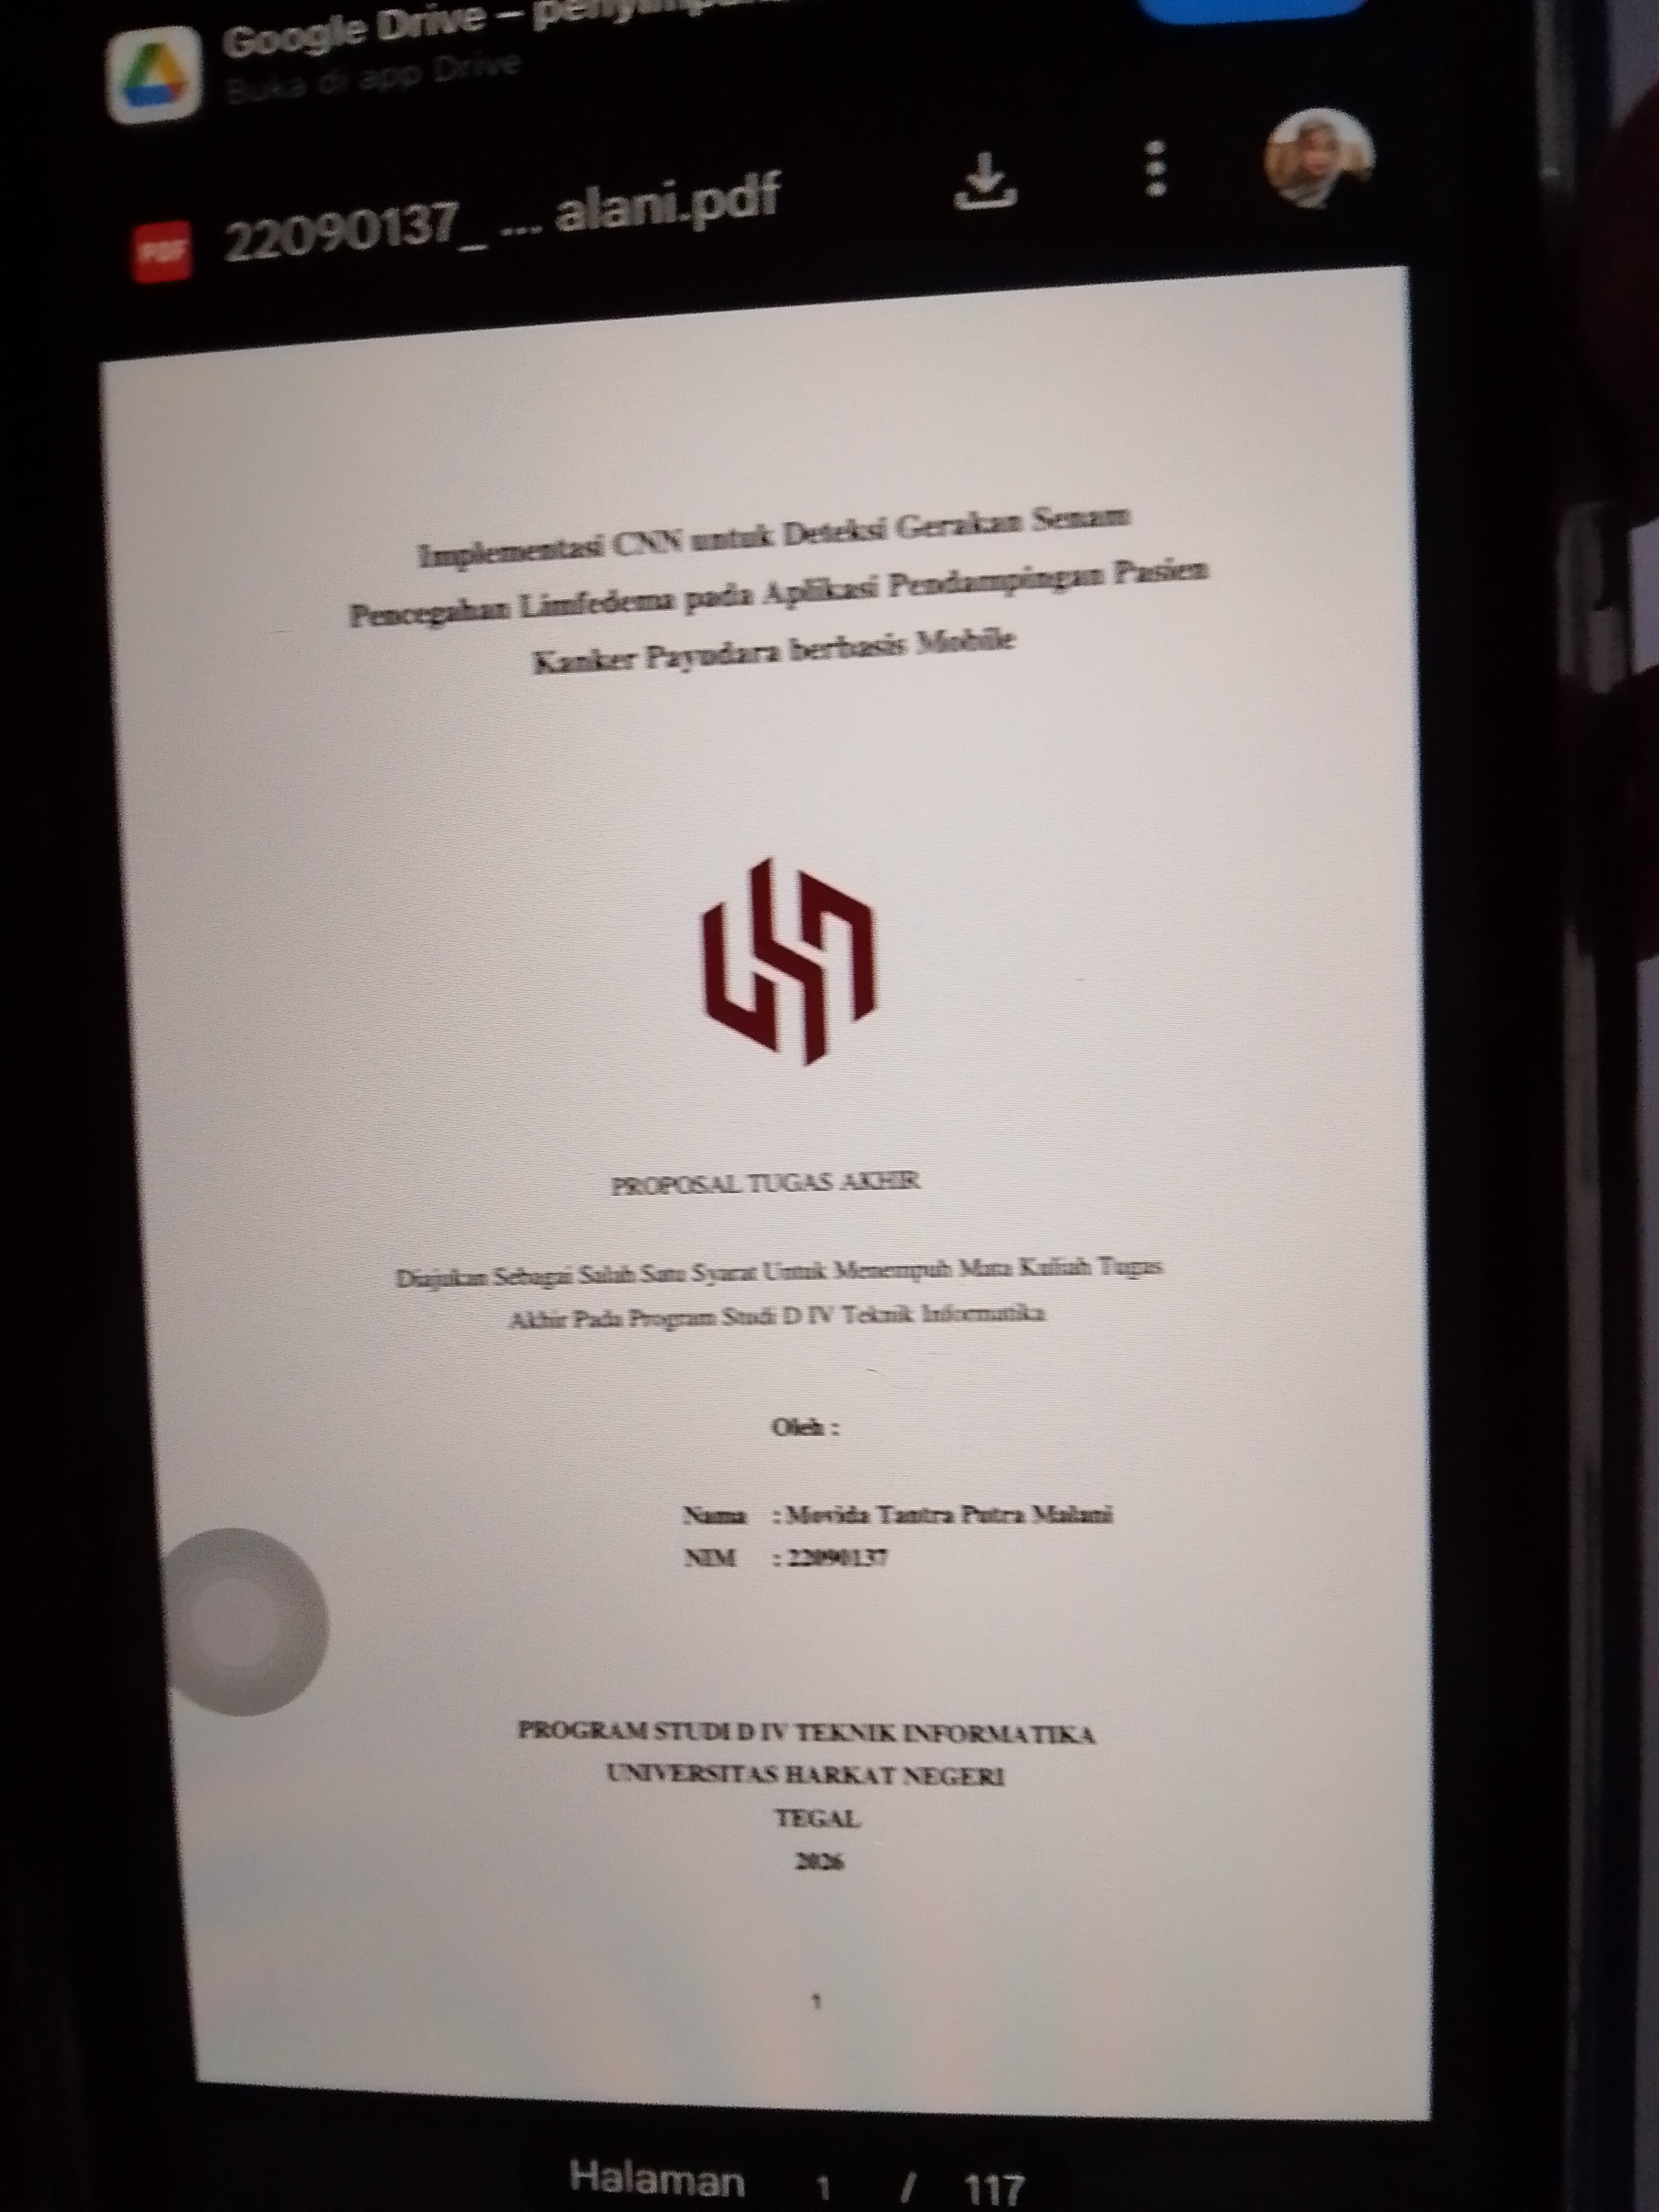 Google Drive –
Buka di app Drive
PDF
22090137_ ... alani.pdf
Implementasi CNN untuk Deteksi Gerakan Senam
Pencegahan Limfedema pada Aplikasi Pendampingan Pasien
Kanker Payudara berbasis Mobile
PROPOSAL TUGAS AKHIR
Diajukan Sebagai Salah Satu Syarat Untuk Menempuh Mata Kuliah Tugas
Akhir Pada Program Studi D IV Teknik Informatika
Oleh :
Nama : Movida Tantra Putra Malani
NIM : 22090137
PROGRAM STUDI D IV TEKNIK INFORMATIKA
UNIVERSITAS HARKAT NEGERI
TEGAL
2026
1
Halaman 1 / 117